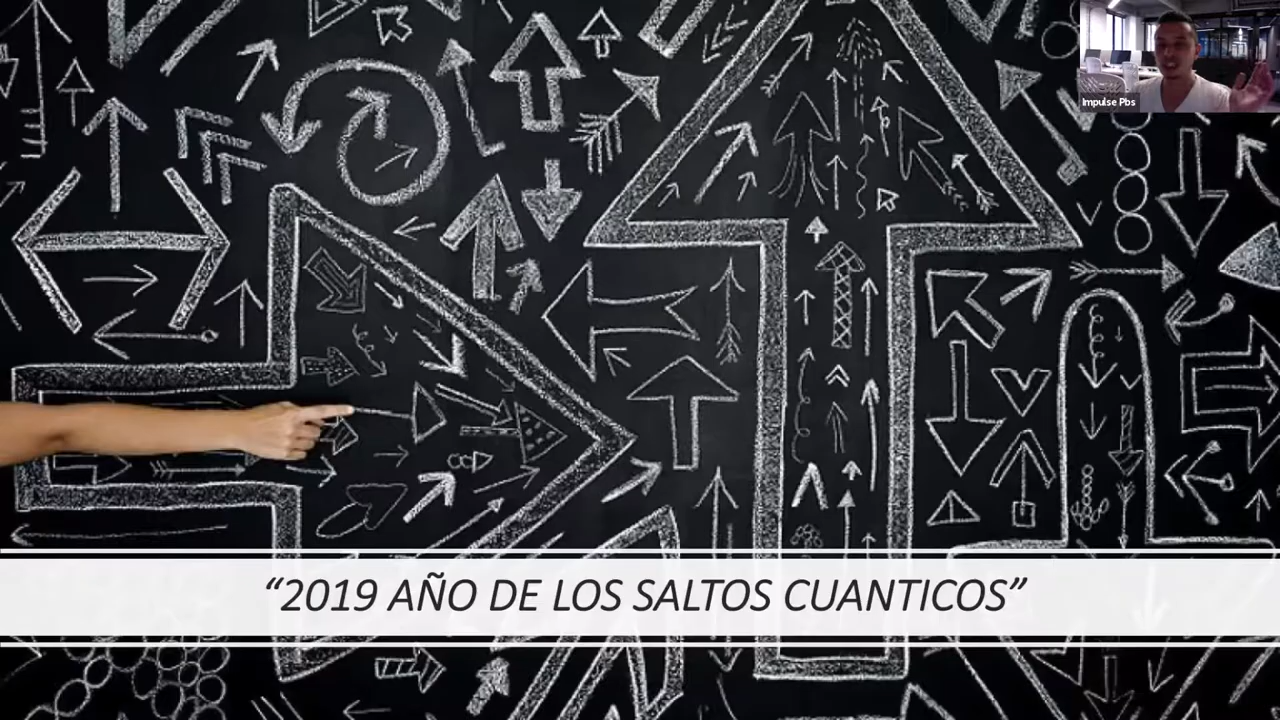 Impulse Pbs
“2019 AÑO DE LOS SALTOS CUANTICOS”